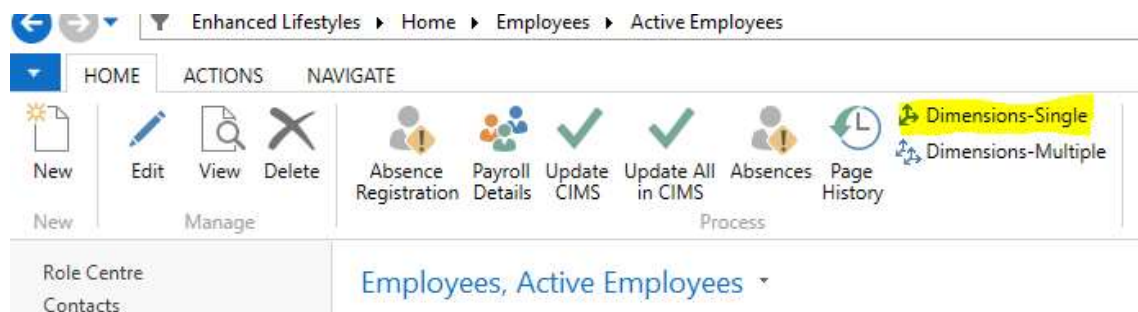 Enhanced Lifestyles ▸ Home ▸ Employees ▸ Active Employees
HOME ACTIONS NAVIGATE
Dimensions-Single
Dimensions-Multiple
New Edit View Delete Absence Payroll Update Update All Absences Page
Registration Details CIMS in CIMS History
New Manage Process
Role Centre
Contacts
Employees, Active Employees